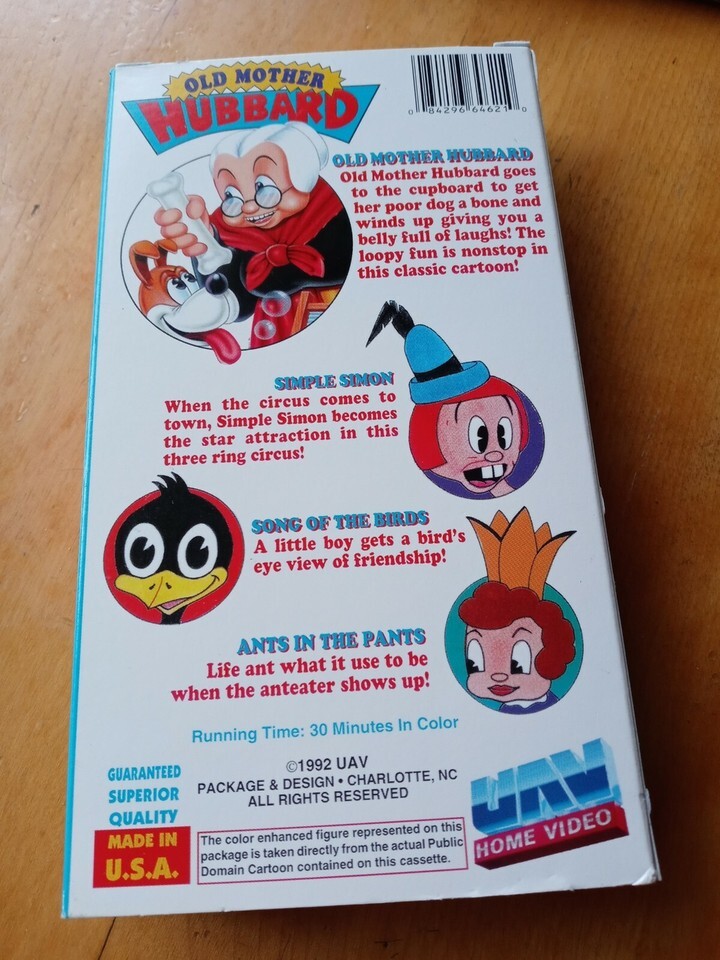 OLD MOTHER
HUBBARD
0 84296 64621 0
OLD MOTHER HUBBARD
Old Mother Hubbard goes
to the cupboard to get
her poor dog a bone and
winds up giving you a
belly full of laughs! The
loopy fun is nonstop in
this classic cartoon!
SIMPLE SIMON
When the circus comes to
town, Simple Simon becomes
the star attraction in this
three ring circus!
SONG OF THE BIRDS
A little boy gets a bird's
eye view of friendship!
ANTS IN THE PANTS
Life ant what it use to be
when the anteater shows up!
Running Time: 30 Minutes In Color
©1992 UAV
PACKAGE & DESIGN • CHARLOTTE, NC
ALL RIGHTS RESERVED
GUARANTEED
SUPERIOR
QUALITY
MADE IN
U.S.A.
The color enhanced figure represented on this
package is taken directly from the actual Public
Domain Cartoon contained on this cassette.
UAV
HOME VIDEO